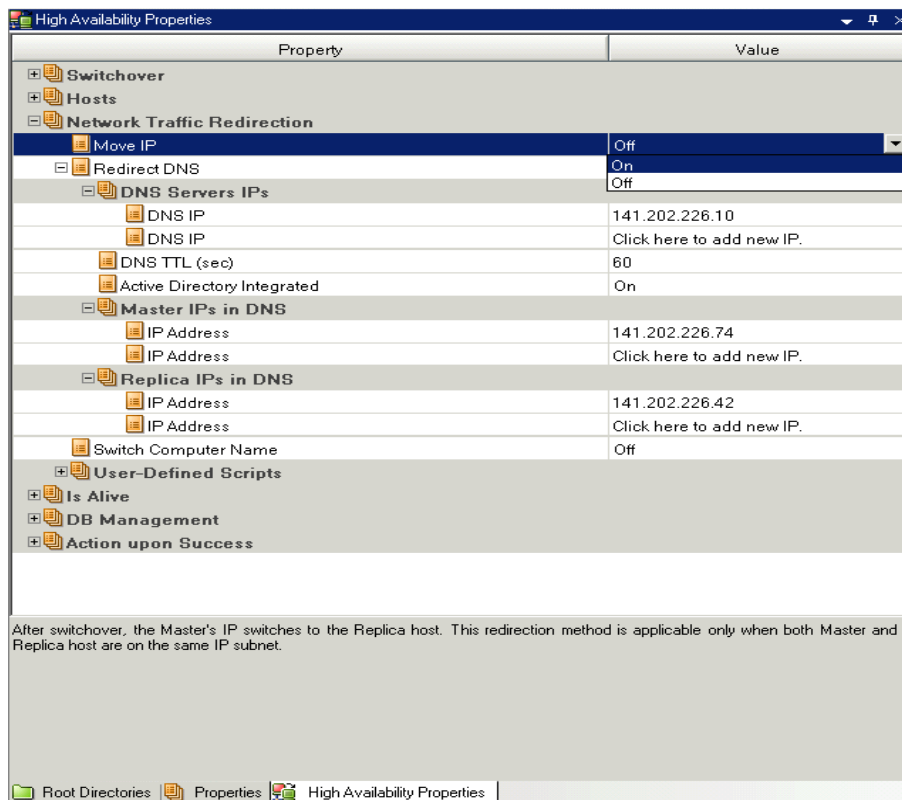 High Availability Properties
Property Value
Switchover
Hosts
Network Traffic Redirection
Move IP Off
On
Redirect DNS
Off
DNS Servers IPs
DNS IP 141.202.226.10
DNS IP Click here to add new IP.
DNS TTL (sec) 60
Active Directory Integrated On
Master IPs in DNS
IP Address 141.202.226.74
IP Address Click here to add new IP.
Replica IPs in DNS
IP Address 141.202.226.42
IP Address Click here to add new IP.
Switch Computer Name Off
User-Defined Scripts
Is Alive
DB Management
Action upon Success
After switchover, the Master's IP switches to the Replica host. This redirection method is applicable only when both Master and
Replica host are on the same IP subnet.
Root Directories Properties High Availability Properties